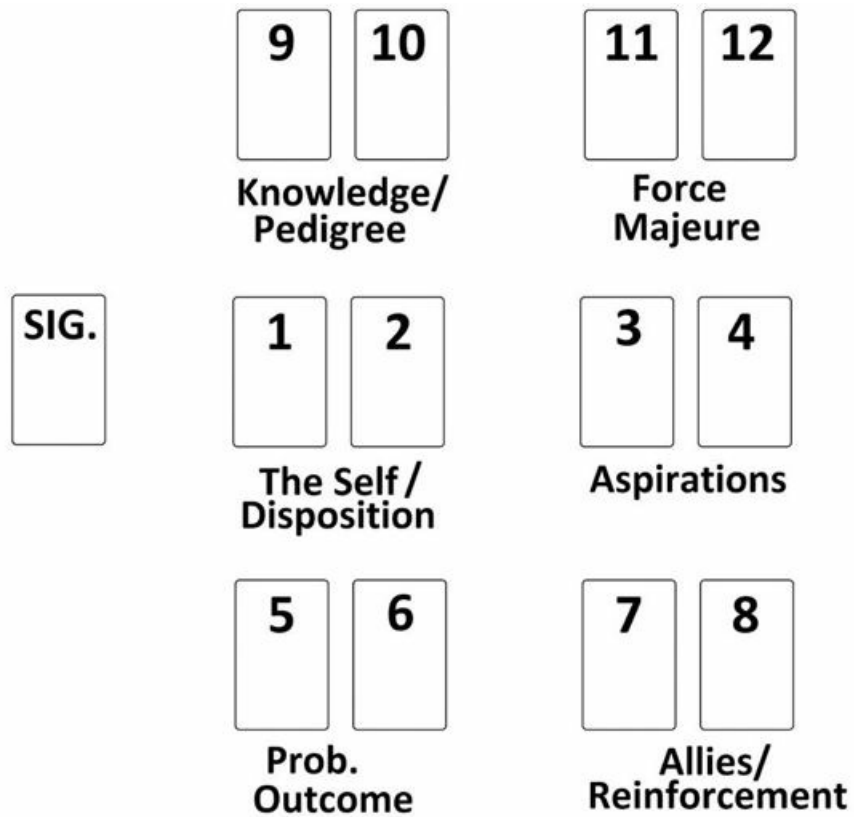 9 10 11 12
Knowledge/
Pedigree
Force
Majeure
SIG. 1 2 3 4
The Self/
Disposition
Aspirations
5 6 7 8
Prob.
Outcome
Allies/
Reinforcement